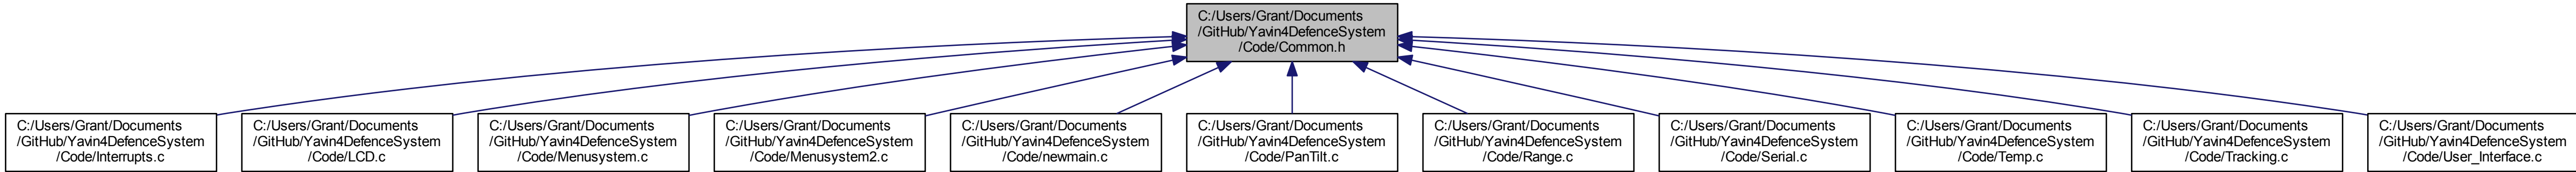 C:/Users/Grant/Documents
/GitHub/Yavin4DefenceSystem
/Code/Common.h
C:/Users/Grant/Documents
/GitHub/Yavin4DefenceSystem
/Code/Interrupts.c
C:/Users/Grant/Documents
/GitHub/Yavin4DefenceSystem
/Code/LCD.c
C:/Users/Grant/Documents
/GitHub/Yavin4DefenceSystem
/Code/Menusystem.c
C:/Users/Grant/Documents
/GitHub/Yavin4DefenceSystem
/Code/Menusystem2.c
C:/Users/Grant/Documents
/GitHub/Yavin4DefenceSystem
/Code/newmain.c
C:/Users/Grant/Documents
/GitHub/Yavin4DefenceSystem
/Code/PanTilt.c
C:/Users/Grant/Documents
/GitHub/Yavin4DefenceSystem
/Code/Range.c
C:/Users/Grant/Documents
/GitHub/Yavin4DefenceSystem
/Code/Serial.c
C:/Users/Grant/Documents
/GitHub/Yavin4DefenceSystem
/Code/Temp.c
C:/Users/Grant/Documents
/GitHub/Yavin4DefenceSystem
/Code/Tracking.c
C:/Users/Grant/Documents
/GitHub/Yavin4DefenceSystem
/Code/User_Interface.c